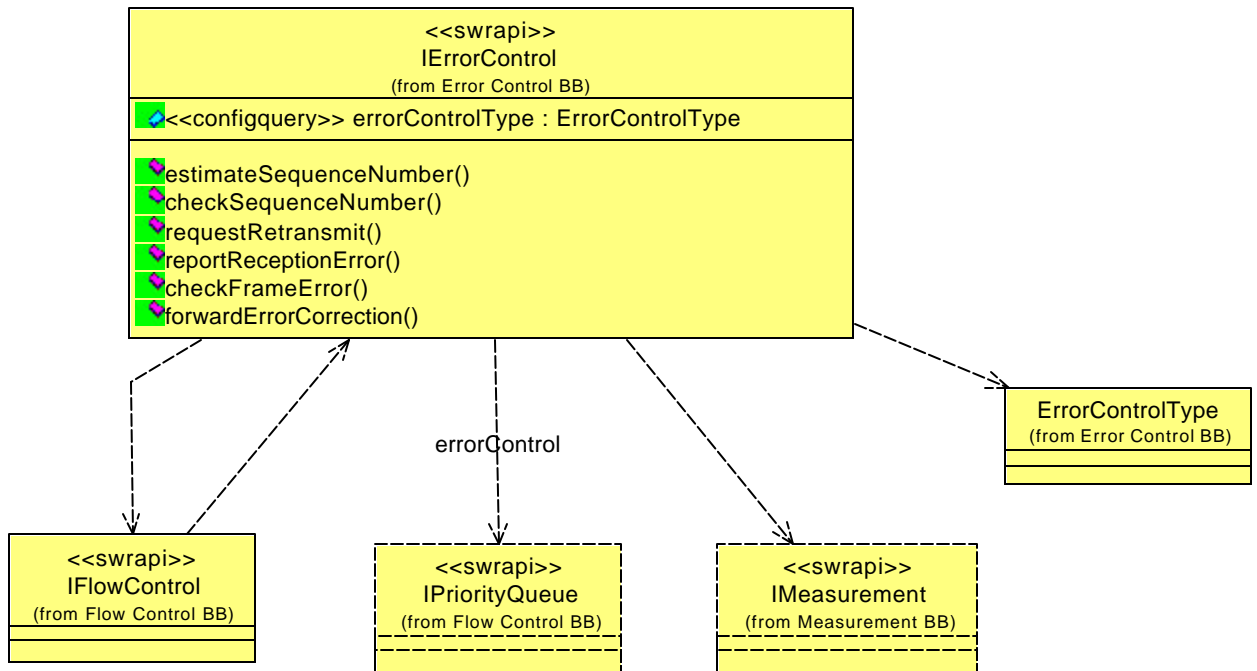 <<swrapi>>
IErrorControl
(from Error Control BB)
<<configquery>> errorControlType : ErrorControlType
estimateSequenceNumber()
checkSequenceNumber()
requestRetransmit()
reportReceptionError()
checkFrameError()
forwardErrorCorrection()
errorControl
ErrorControlType
(from Error Control BB)
<<swrapi>>
IFlowControl
(from Flow Control BB)
<<swrapi>>
IPriorityQueue
(from Flow Control BB)
<<swrapi>>
IMeasurement
(from Measurement BB)